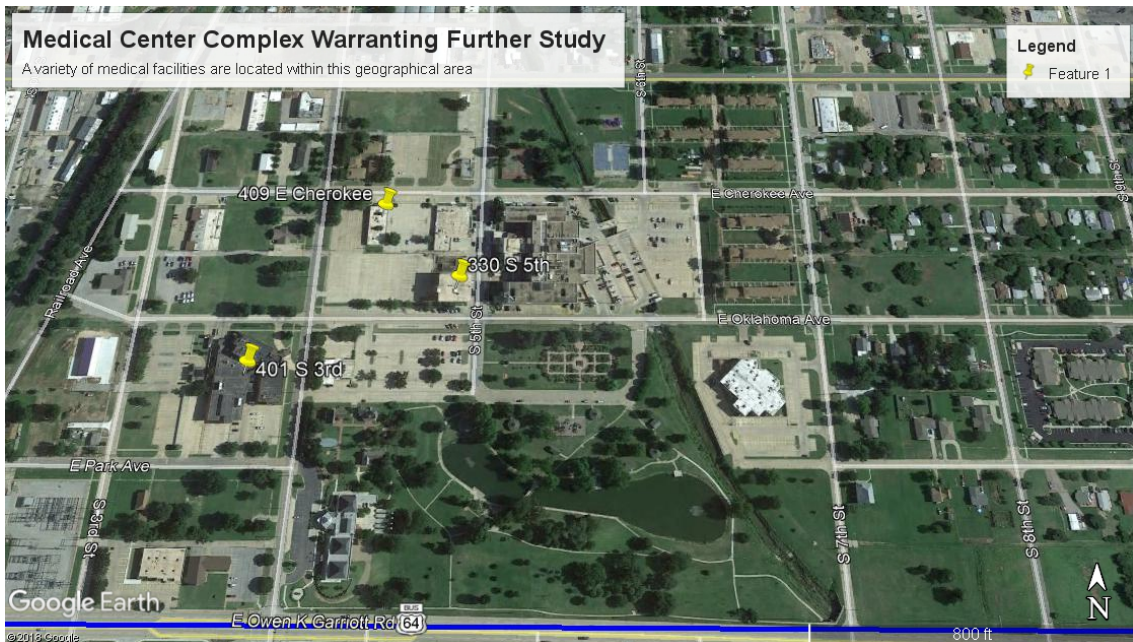 Medical Center Complex Warranting Further Study
A variety of medical facilities are located within this geographical area
Legend
Feature 1
S 6th St
409 E Cherokee
E Cherokee Ave
S 9th St
Railroad Ave
330 S 5th
S 5th St
E Oklahoma Ave
401 S 3rd
E Park Ave
S 3rd St
S 7th St
S 8th St
N
Google Earth
E Owen K Garriott Rd
BUS
64
©2018 Google
800 ft